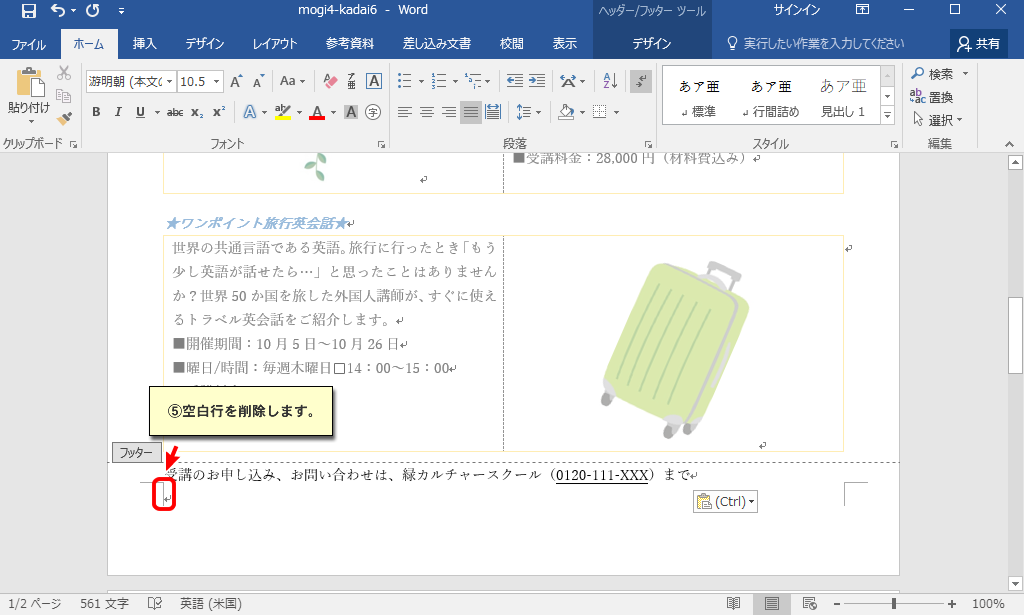 mogi4-kadai6 - Word
ヘッダー/フッター ツール
サインイン
ファイル ホーム 挿入 デザイン レイアウト 参考資料 差し込み文書 校閲 表示 デザイン 実行したい作業を入力してください 共有
貼り付け
クリップボード
游明朝 (本文の 10.5
A A Aa A
B I U abc x₂ x² A A A 字
フォント
段落
あア亜 あア亜 あア亜
↲標準 ↲行間詰め 見出し 1
スタイル
検索
置換
選択
編集
■受講料金：28,000 円（材料費込み）↲
★ワンポイント旅行英会話★↲
世界の共通言語である英語。旅行に行ったとき「もう
少し英語が話せたら…」と思ったことはありません
か？世界 50 か国を旅した外国人講師が、すぐに使え
るトラベル英会話をご紹介します。↲
■開催期間：10 月 5 日～10 月 26 日↲
■曜日/時間：毎週木曜日□14：00～15：00↲
⑤空白行を削除します。
フッター
受講のお申し込み、お問い合わせは、緑カルチャースクール（0120-111-XXX）まで↲
(Ctrl)
1/2 ページ 561 文字 英語 (米国) 100%